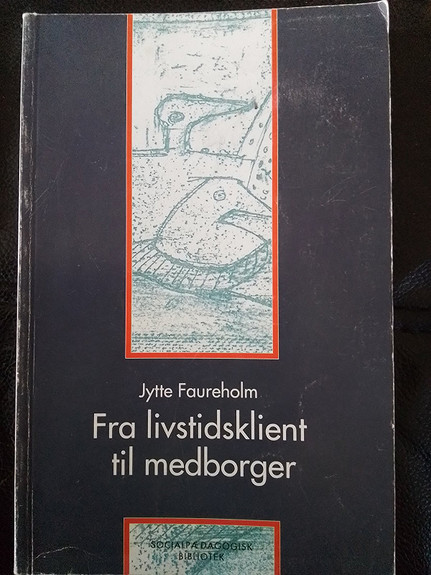 Jytte Faureholm
Fra livstidsklient
til medborger
SOCIALPÆDAGOGISK
BIBLIOTEK